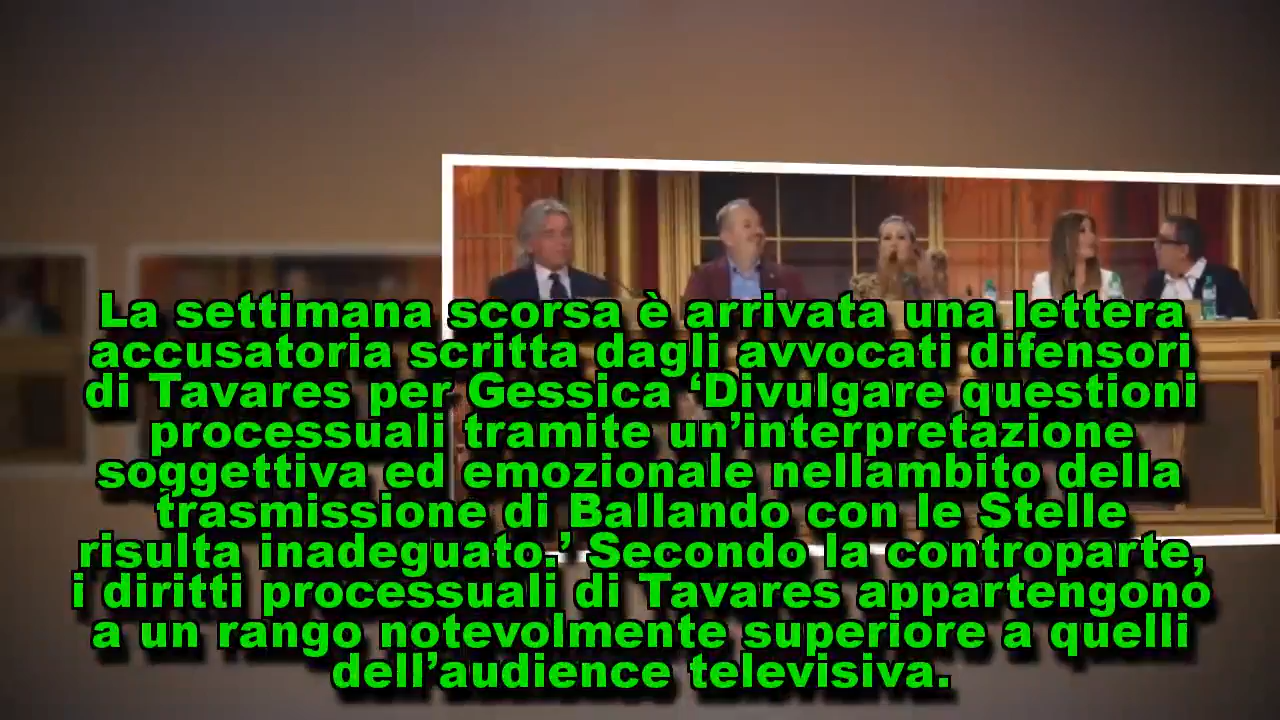 La settimana scorsa è arrivata una lettera
accusatoria scritta dagli avvocati difensori
di Tavares per Gessica ‘Divulgare questioni
processuali tramite un’interpretazione
soggettiva ed emozionale nellambito della
trasmissione di Ballando con le Stelle
risulta inadeguato.’ Secondo la controparte,
i diritti processuali di Tavares appartengono
a un rango notevolmente superiore a quelli
dell’audience televisiva.